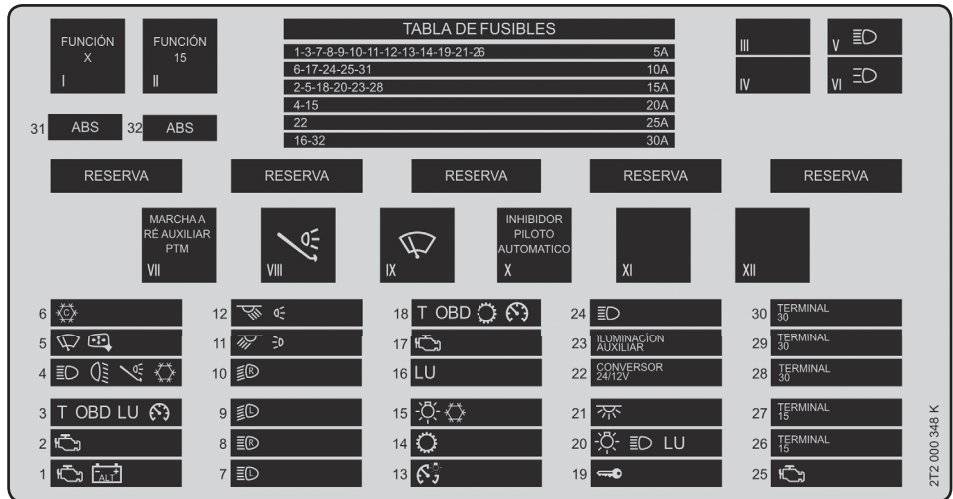 FUNCIÓN
X
I
FUNCIÓN
15
II
TABLA DE FUSIBLES
1-3-7-8-9-10-11-12-13-14-19-21-26 5A
6-17-24-25-31 10A
2-5-18-20-23-28 15A
4-15 20A
22 25A
16-32 30A
III
IV
V
VI
31 ABS 32 ABS
RESERVA RESERVA RESERVA RESERVA RESERVA
MARCHA A
RÉ AUXILIAR
PTM
VII
VIII
IX
INHIBIDOR
PILOTO
AUTOMATICO
X
XI
XII
6 C
5
4
3 T OBD LU
2
1 ALT
12
11
10 R
9 L
8 R
7 L
18 T OBD
17
16 LU
15
14
13
24
23 ILUMINACÍON
AUXILIAR
22 CONVERSOR
24/12V
21
20 LU
19
30 TERMINAL
30
29 TERMINAL
30
28 TERMINAL
30
27 TERMINAL
15
26 TERMINAL
15
25
2T2 000 348 K